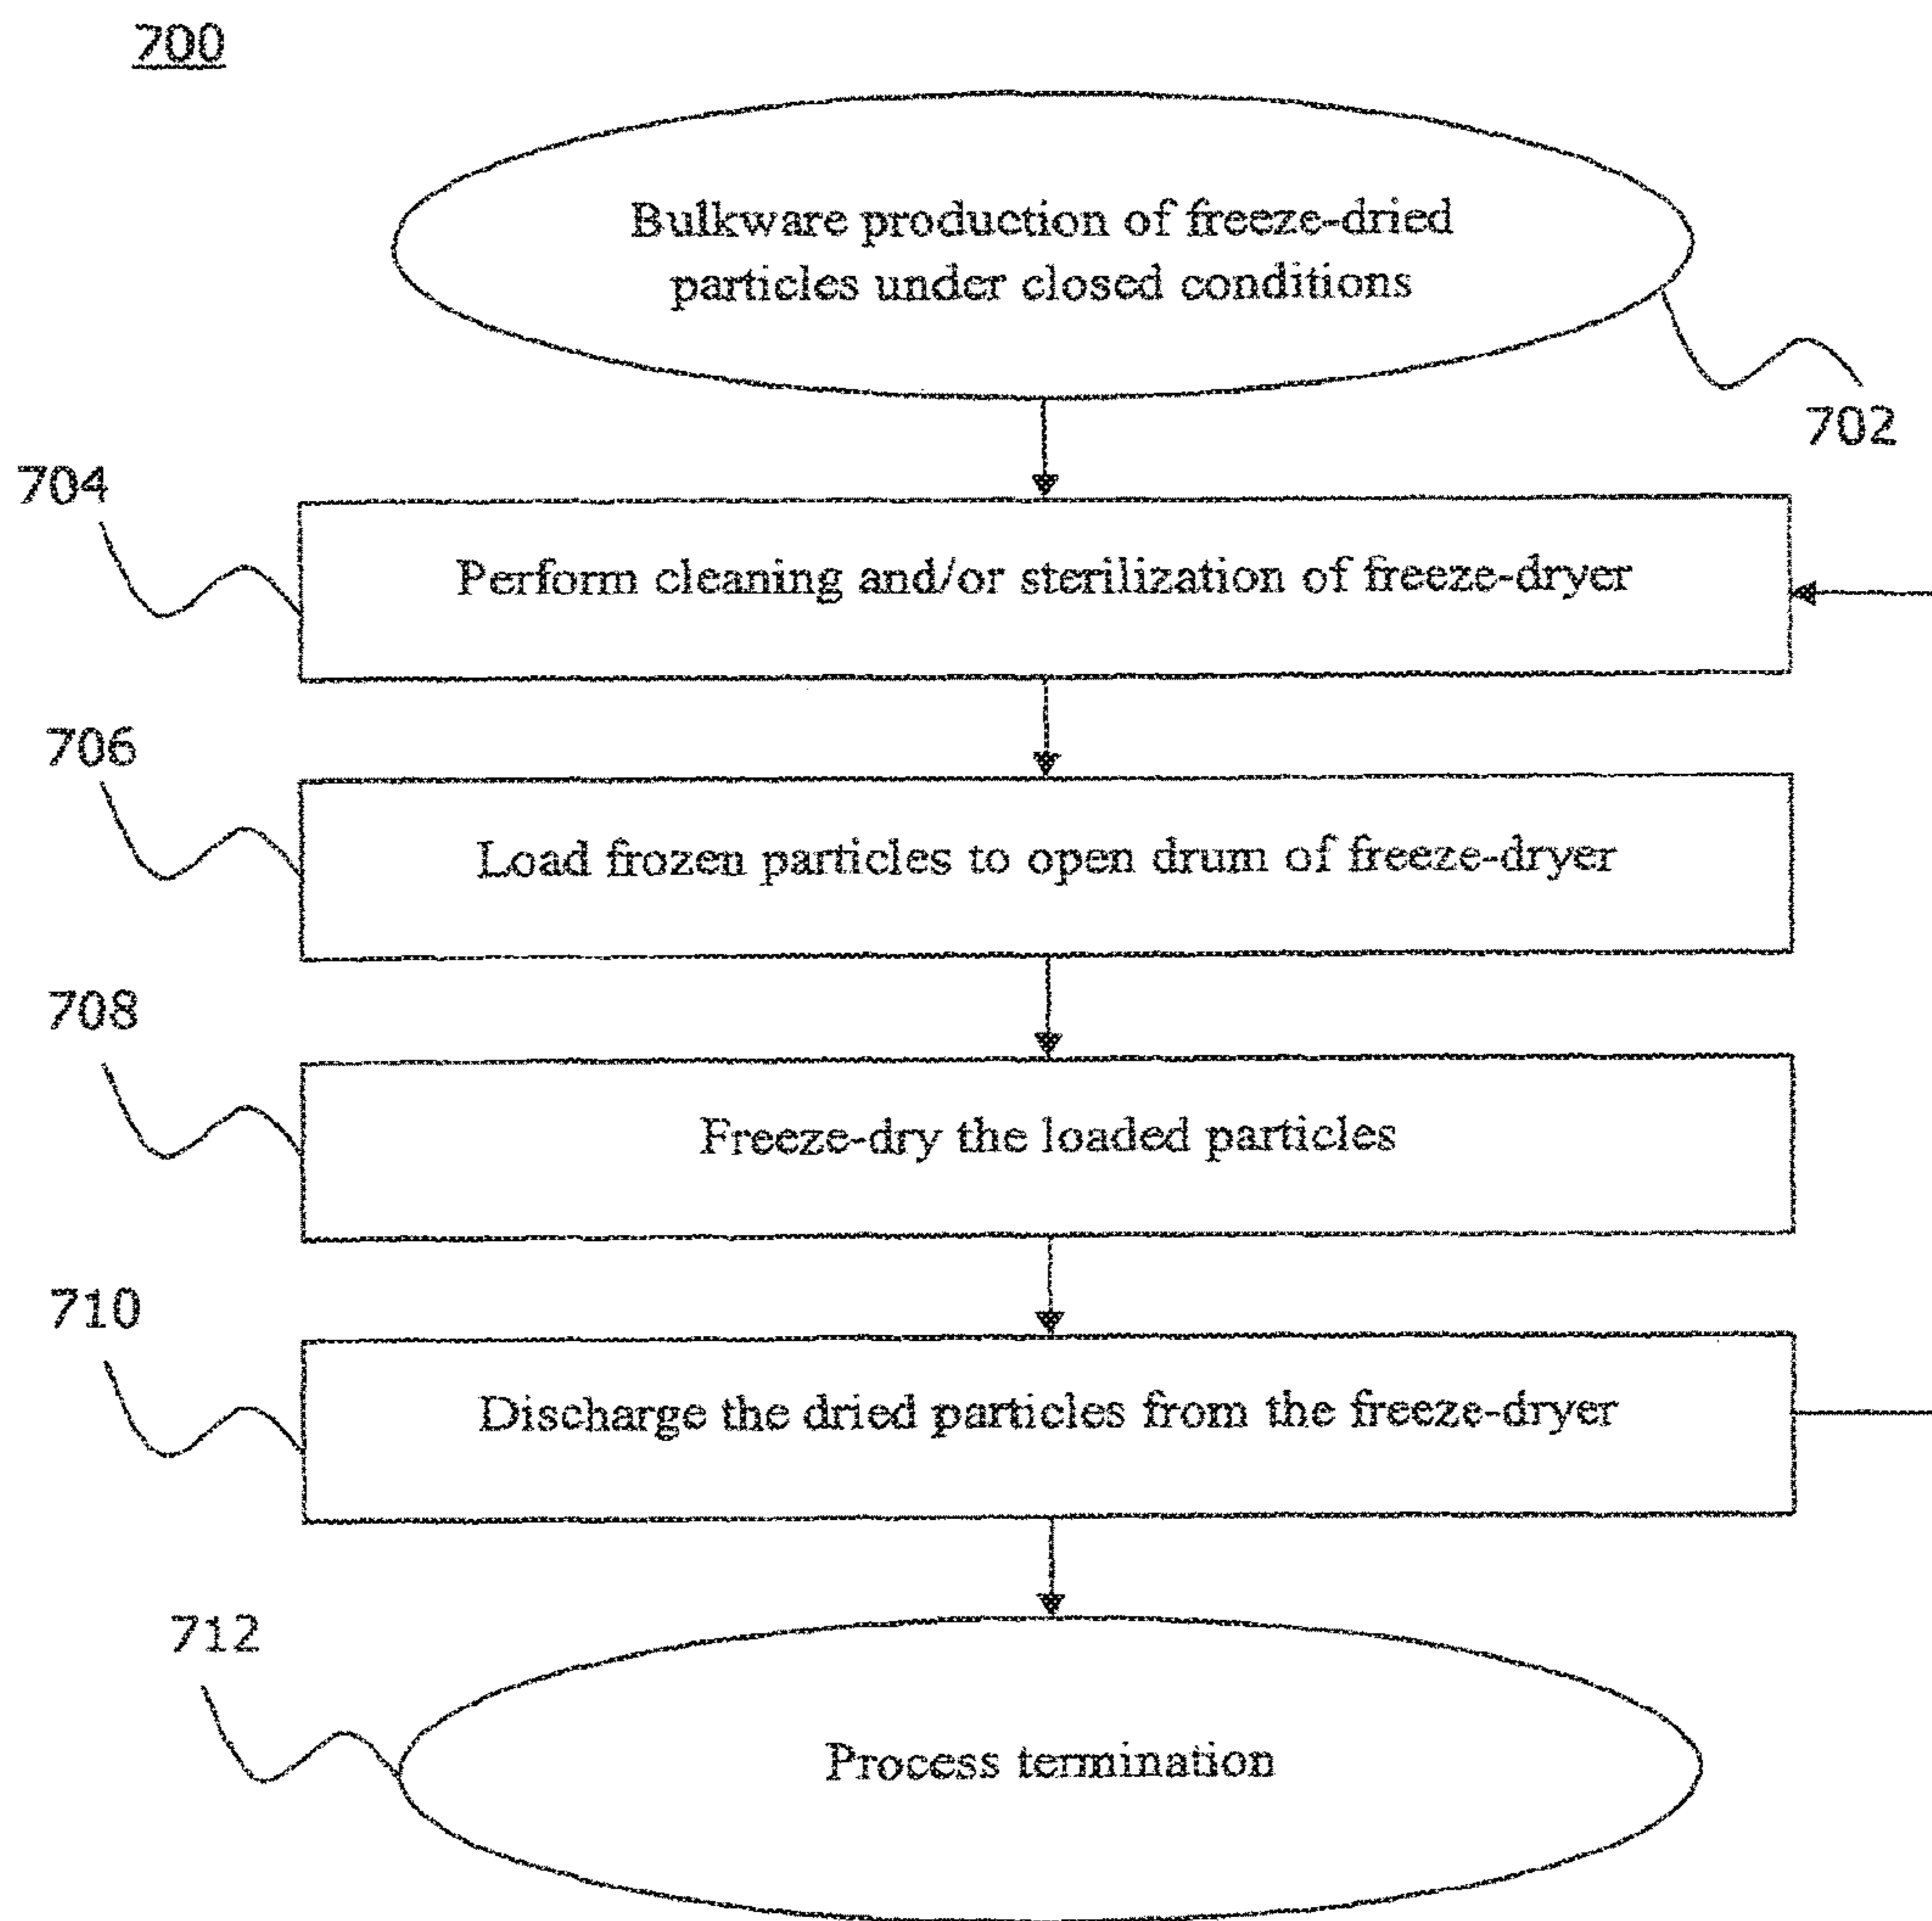 700
Bulkware production of freeze-dried
particles under closed conditions
702
704
Perform cleaning and/or sterilization of freeze-dryer
706
Load frozen particles to open drum of freeze-dryer
708
Freeze-dry the loaded particles
710
Discharge the dried particles from the freeze-dryer
712
Process termination